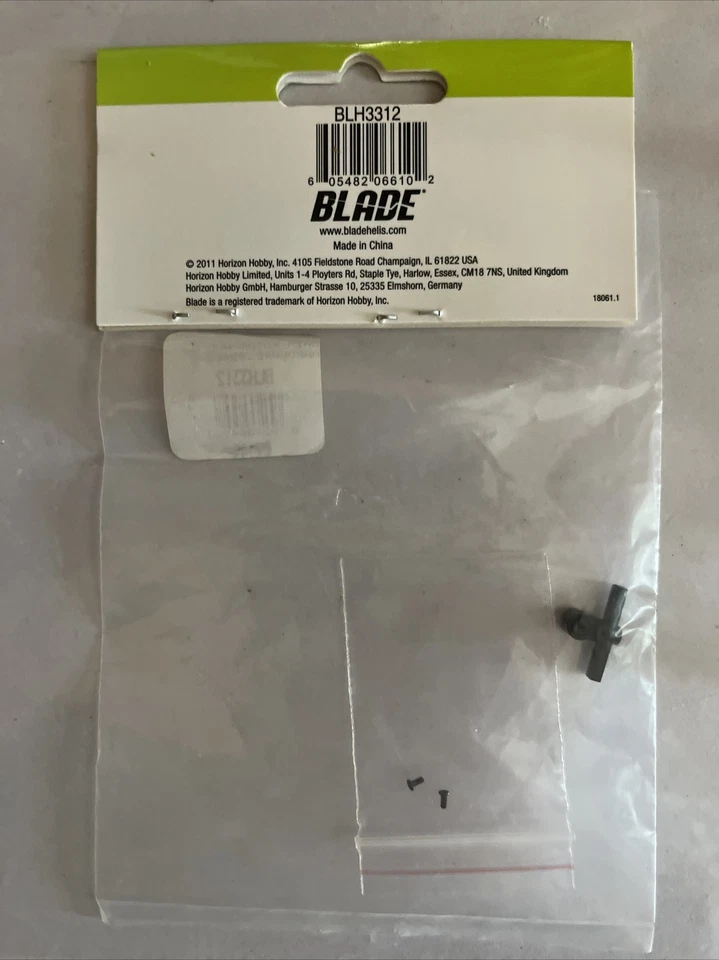 BLH3312
6 05482 06610 2
BLADE®
www.bladehelis.com
Made in China
© 2011 Horizon Hobby, Inc. 4105 Fieldstone Road Champaign, IL 61822 USA
Horizon Hobby Limited, Units 1-4 Ployters Rd, Staple Tye, Harlow, Essex, CM18 7NS, United Kingdom
Horizon Hobby GmbH, Hamburger Strasse 10, 25335 Elmshorn, Germany
Blade is a registered trademark of Horizon Hobby, Inc.
18061.1
BLH3312